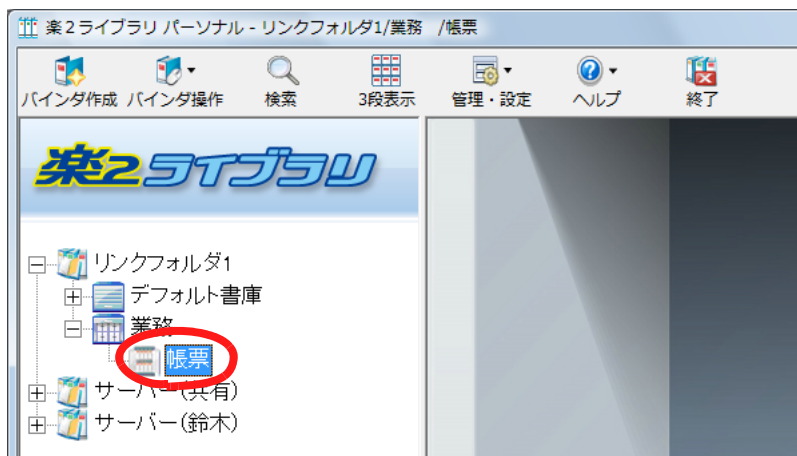 楽2ライブラリ パーソナル - リンクフォルダ1/業務 /帳票
バインダ作成 バインダ操作 検索 3段表示 管理・設定 ヘルプ 終了
楽2ライブラリ
リンクフォルダ1
デフォルト書庫
業務
帳票
サーバー(共有)
サーバー(鈴木)